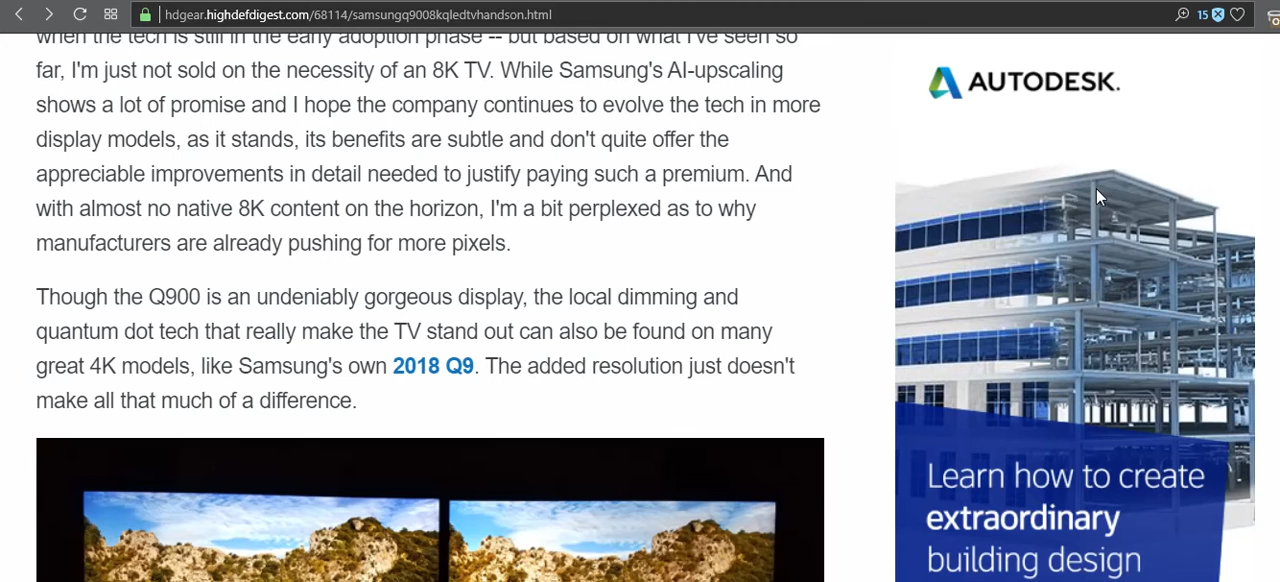 hdgear.highdefdigest.com/68114/samsungq9008kqledtvhandson.html
15
when the tech is still in the early adoption phase -- but based on what I've seen so
far, I'm just not sold on the necessity of an 8K TV. While Samsung's AI-upscaling
shows a lot of promise and I hope the company continues to evolve the tech in more
display models, as it stands, its benefits are subtle and don't quite offer the
appreciable improvements in detail needed to justify paying such a premium. And
with almost no native 8K content on the horizon, I'm a bit perplexed as to why
manufacturers are already pushing for more pixels.
Though the Q900 is an undeniably gorgeous display, the local dimming and
quantum dot tech that really make the TV stand out can also be found on many
great 4K models, like Samsung's own 2018 Q9. The added resolution just doesn't
make all that much of a difference.
AUTODESK.
Learn how to create
extraordinary
building design